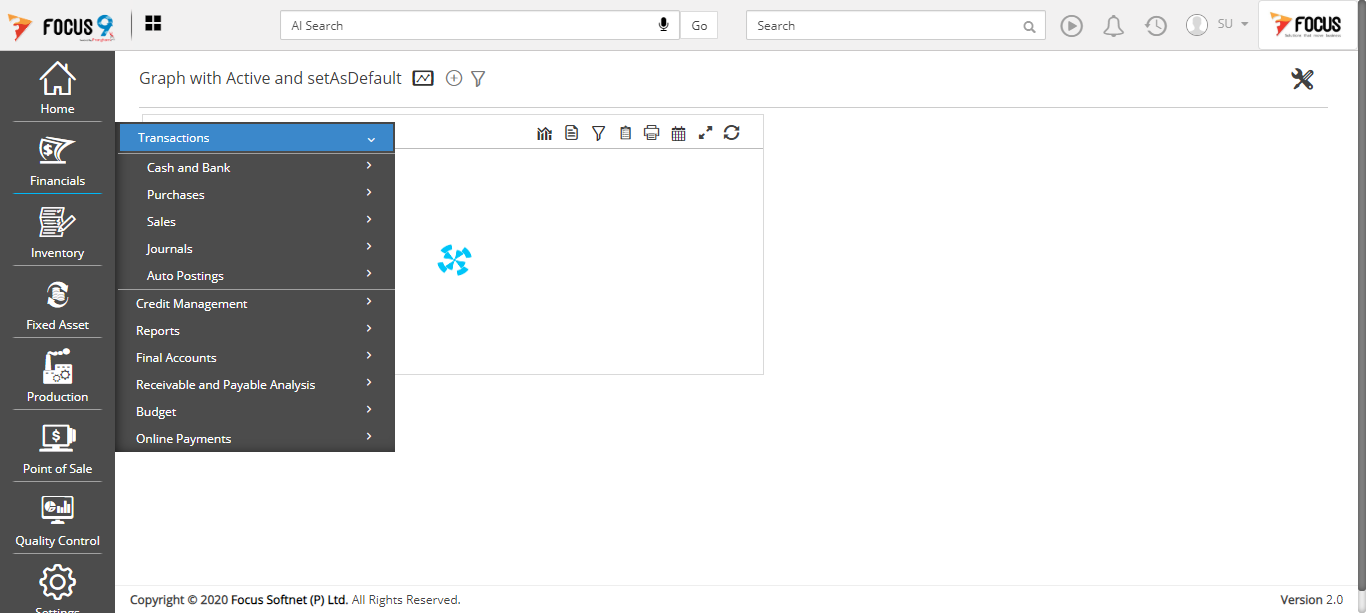 FOCUS 9
AI Search
Go
Search
SU
FOCUS
Home
Financials
Inventory
Fixed Asset
Production
Point of Sale
Quality Control
Settings
Graph with Active and setAsDefault
Transactions
Cash and Bank
Purchases
Sales
Journals
Auto Postings
Credit Management
Reports
Final Accounts
Receivable and Payable Analysis
Budget
Online Payments
Copyright © 2020 Focus Softnet (P) Ltd. All Rights Reserved.
Version 2.0